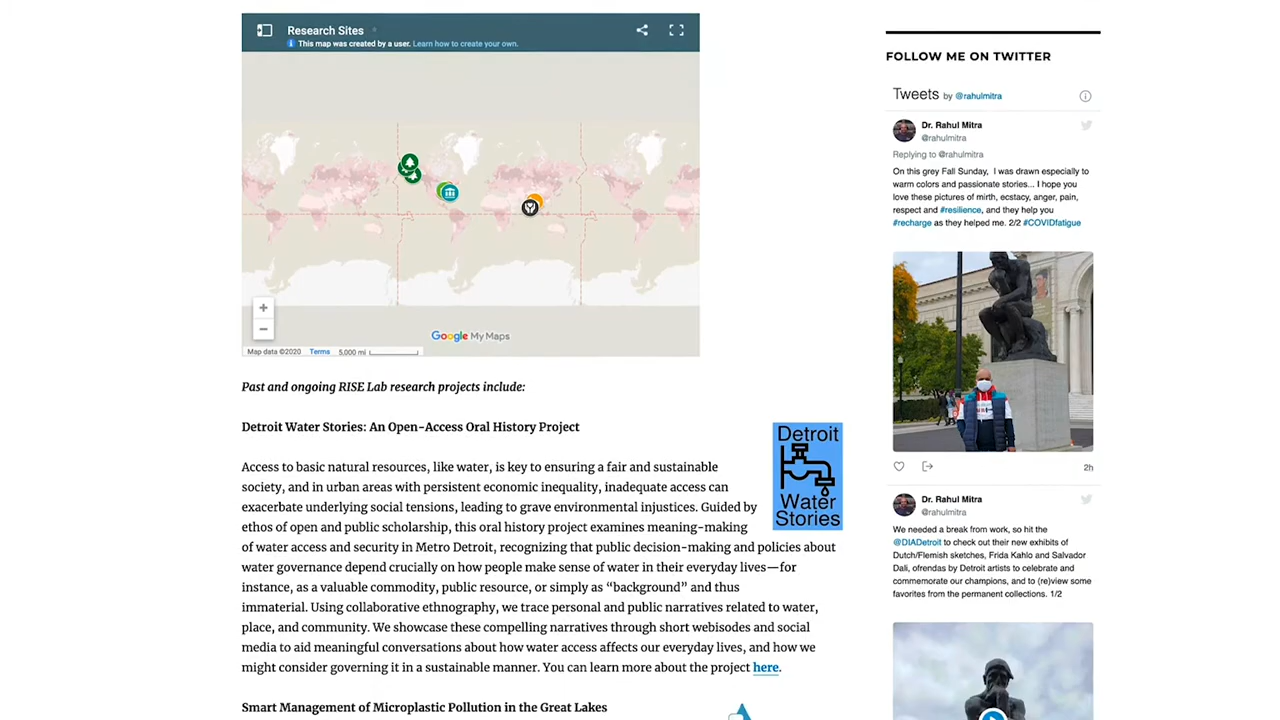 Research Sites
This map was created by a user. Learn how to create your own.
Google My Maps
Map data ©2020 Terms 5,000 mi
Past and ongoing RISE Lab research projects include:
Detroit Water Stories: An Open-Access Oral History Project
Access to basic natural resources, like water, is key to ensuring a fair and sustainable
society, and in urban areas with persistent economic inequality, inadequate access can
exacerbate underlying social tensions, leading to grave environmental injustices. Guided by
ethos of open and public scholarship, this oral history project examines meaning-making
of water access and security in Metro Detroit, recognizing that public decision-making and policies about
water governance depend crucially on how people make sense of water in their everyday lives—for
instance, as a valuable commodity, public resource, or simply as “background” and thus
immaterial. Using collaborative ethnography, we trace personal and public narratives related to water,
place, and community. We showcase these compelling narratives through short webisodes and social
media to aid meaningful conversations about how water access affects our everyday lives, and how we
might consider governing it in a sustainable manner. You can learn more about the project here.
Detroit
Water
Stories
Smart Management of Microplastic Pollution in the Great Lakes
FOLLOW ME ON TWITTER
Tweets by @rahulmitra
Dr. Rahul Mitra
@rahulmitra
Replying to @rahulmitra
On this grey Fall Sunday, I was drawn especially to
warm colors and passionate stories... I hope you
love these pictures of mirth, ecstacy, anger, pain,
respect and #resilience, and they help you
#recharge as they helped me. 2/2 #COVIDfatigue
2h
Dr. Rahul Mitra
@rahulmitra
We needed a break from work, so hit the
@DIADetroit to check out their new exhibits of
Dutch/Flemish sketches, Frida Kahlo and Salvador
Dali, ofrendas by Detroit artists to celebrate and
commemorate our champions, and to (re)view some
favorites from the permanent collections. 1/2